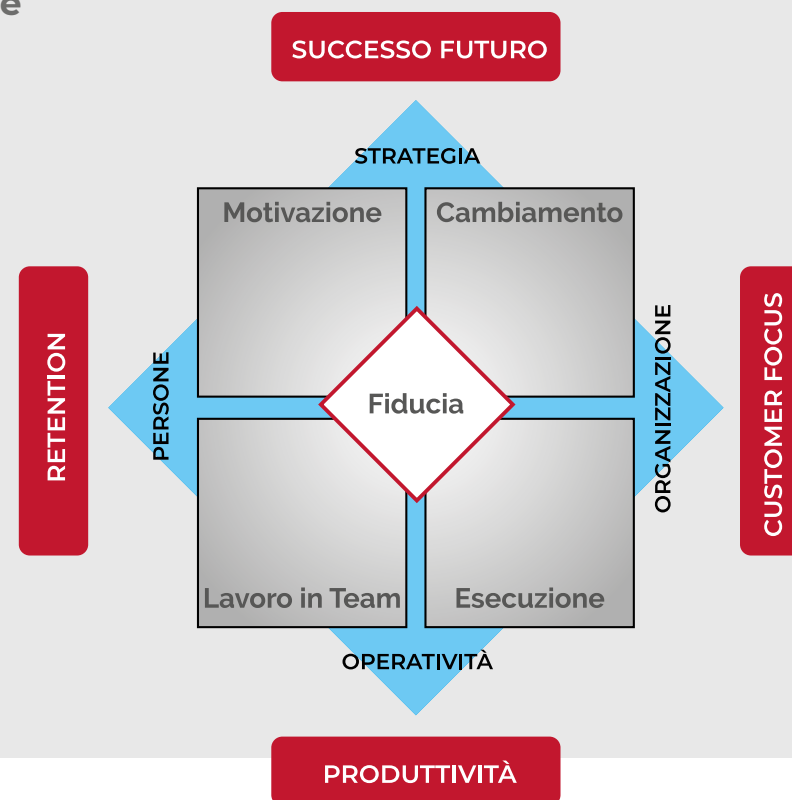 e
SUCCESSO FUTURO
STRATEGIA
Motivazione
Cambiamento
RETENTION
PERSONE
Fiducia
ORGANIZZAZIONE
CUSTOMER FOCUS
Lavoro in Team
Esecuzione
OPERATIVITÀ
PRODUTTIVITÀ